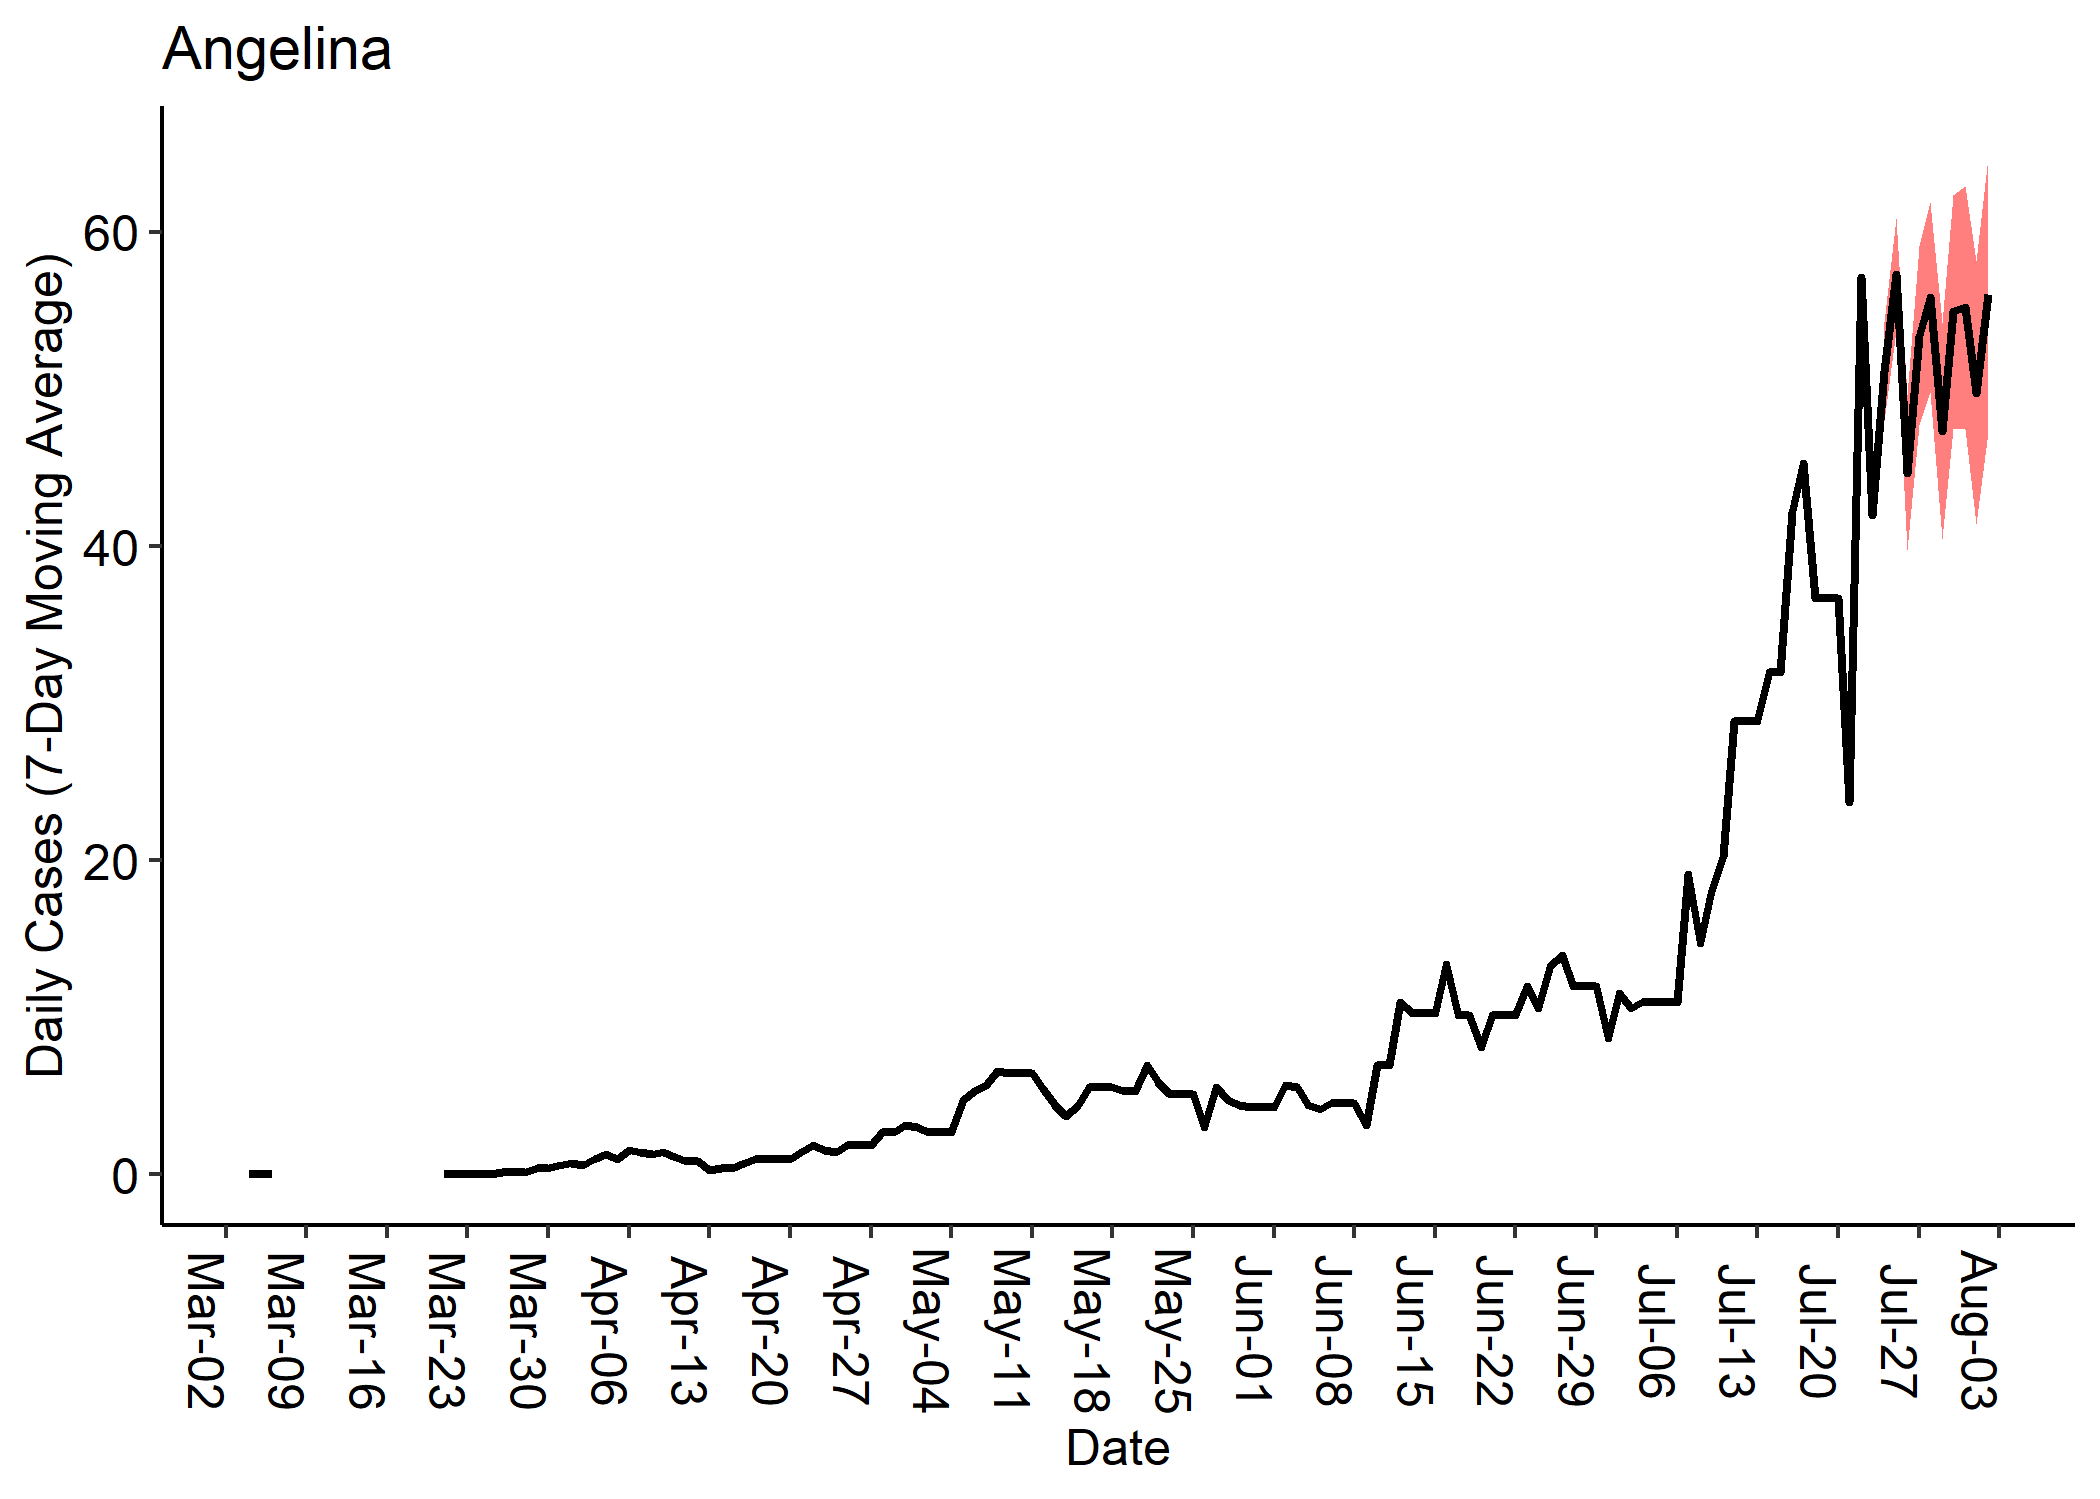 Angelina
Daily Cases (7-Day Moving Average)
60
40
20
0
Mar-02
Mar-09
Mar-16
Mar-23
Mar-30
Apr-06
Apr-13
Apr-20
Apr-27
May-04
May-11
May-18
May-25
Jun-01
Jun-08
Jun-15
Jun-22
Jun-29
Jul-06
Jul-13
Jul-20
Jul-27
Aug-03
Date